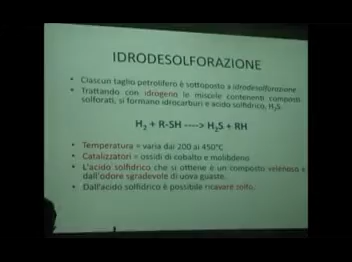 IDRODESOLFORAZIONE
• Ciascun taglio petrolifero è sottoposto a idrodesolforazione
• Trattando con idrogeno le miscele contenenti composti
solforati, si formano idrocarburi e acido solfidrico, H₂S.
H₂ + R-SH ----> H₂S + RH
• Temperatura = varia dai 200 ai 450°C
• Catalizzatori = ossidi di cobalto e molibdeno
• L'acido solfidrico che si ottiene è un composto velenoso e
dall'odore sgradevole di uova guaste.
• Dall'acido solfidrico è possibile ricavare zolfo.